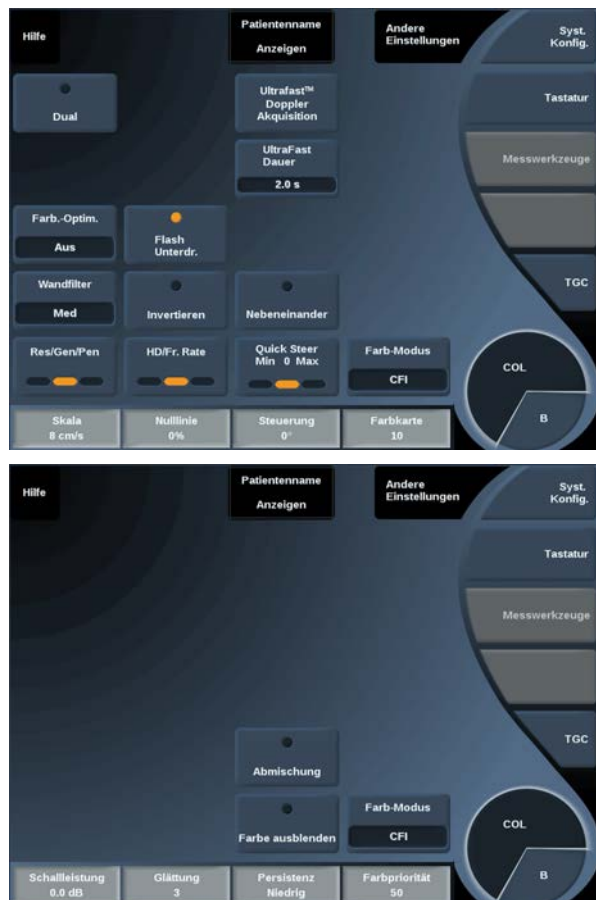 Hilfe
Patientenname
Anzeigen
Andere
Einstellungen
Syst.
Konfig.
Dual
Ultrafast™
Doppler
Akquisition
Tastatur
UltraFast
Dauer
2.0 s
Messwerkzeuge
Farb.-Optim.
Aus
Flash
Unterdr.
Wandfilter
Med
Invertieren
Nebeneinander
TGC
Res/Gen/Pen
HD/Fr. Rate
Quick Steer
Min 0 Max
Farb-Modus
CFI
COL
B
Skala
8 cm/s
Nulllinie
0%
Steuerung
0°
Farbkarte
10
Hilfe
Patientenname
Anzeigen
Andere
Einstellungen
Syst.
Konfig.
Tastatur
Messwerkzeuge
TGC
Abmischung
Farbe ausblenden
Farb-Modus
CFI
COL
B
Schallleistung
0.0 dB
Glättung
3
Persistenz
Niedrig
Farbpriorität
50